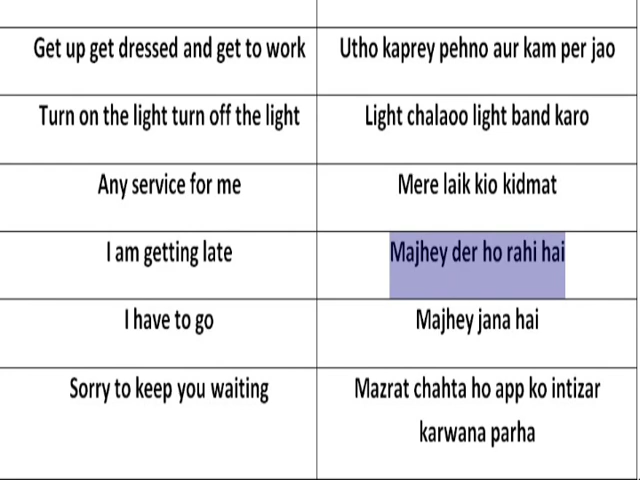 Get up get dressed and get to work Utho kaprey pehno aur kam per jao
Turn on the light turn off the light Light chalaoo light band karo
Any service for me Mere laik kio kidmat
I am getting late Majhey der ho rahi hai
I have to go Majhey jana hai
Sorry to keep you waiting Mazrat chahta ho app ko intizar
karwana parha